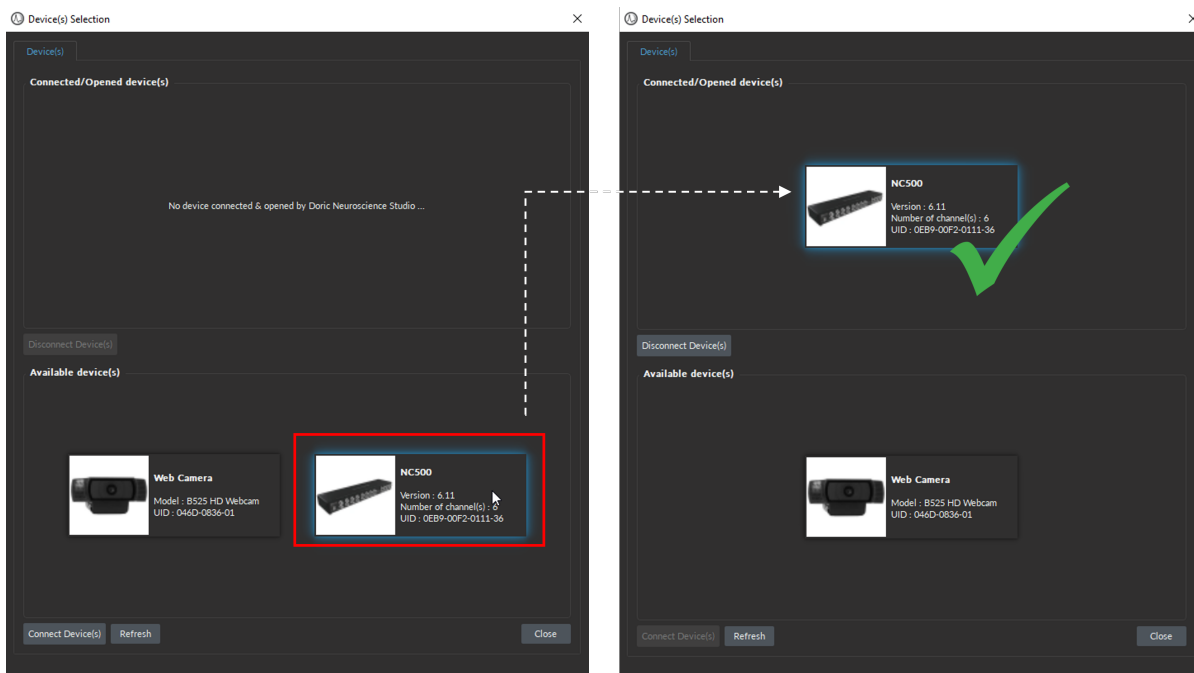 Device(s) Selection
Device(s)
Connected/Opened device(s)
No device connected & opened by Doric Neuroscience Studio ...
Disconnect Device(s)
Available device(s)
Web Camera
Model : B525 HD Webcam
UID : 046D-0836-01
NC500
Version : 6.11
Number of channel(s) : 6
UID : 0EB9-00F2-0111-36
Connect Device(s)
Refresh
Close
Device(s) Selection
Device(s)
Connected/Opened device(s)
NC500
Version : 6.11
Number of channel(s) : 6
UID : 0EB9-00F2-0111-36
Disconnect Device(s)
Available device(s)
Web Camera
Model : B525 HD Webcam
UID : 046D-0836-01
Connect Device(s)
Refresh
Close